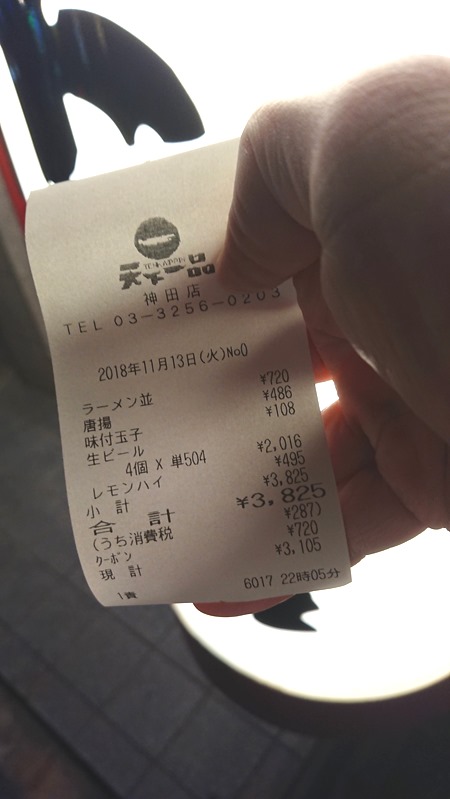 天下一品
神田店
TEL 03-3256-0203
2018年11月13日(火)No0
ラーメン並 ¥720
唐揚 ¥486
味付玉子 ¥108
生ビール
4個 X 単504 ¥2,016
レモンハイ ¥495
小 計 ¥3,825
合 計 ¥3,825
(うち消費税 ¥287)
クーポン ¥720
現 計 ¥3,105
1責 6017 22時05分